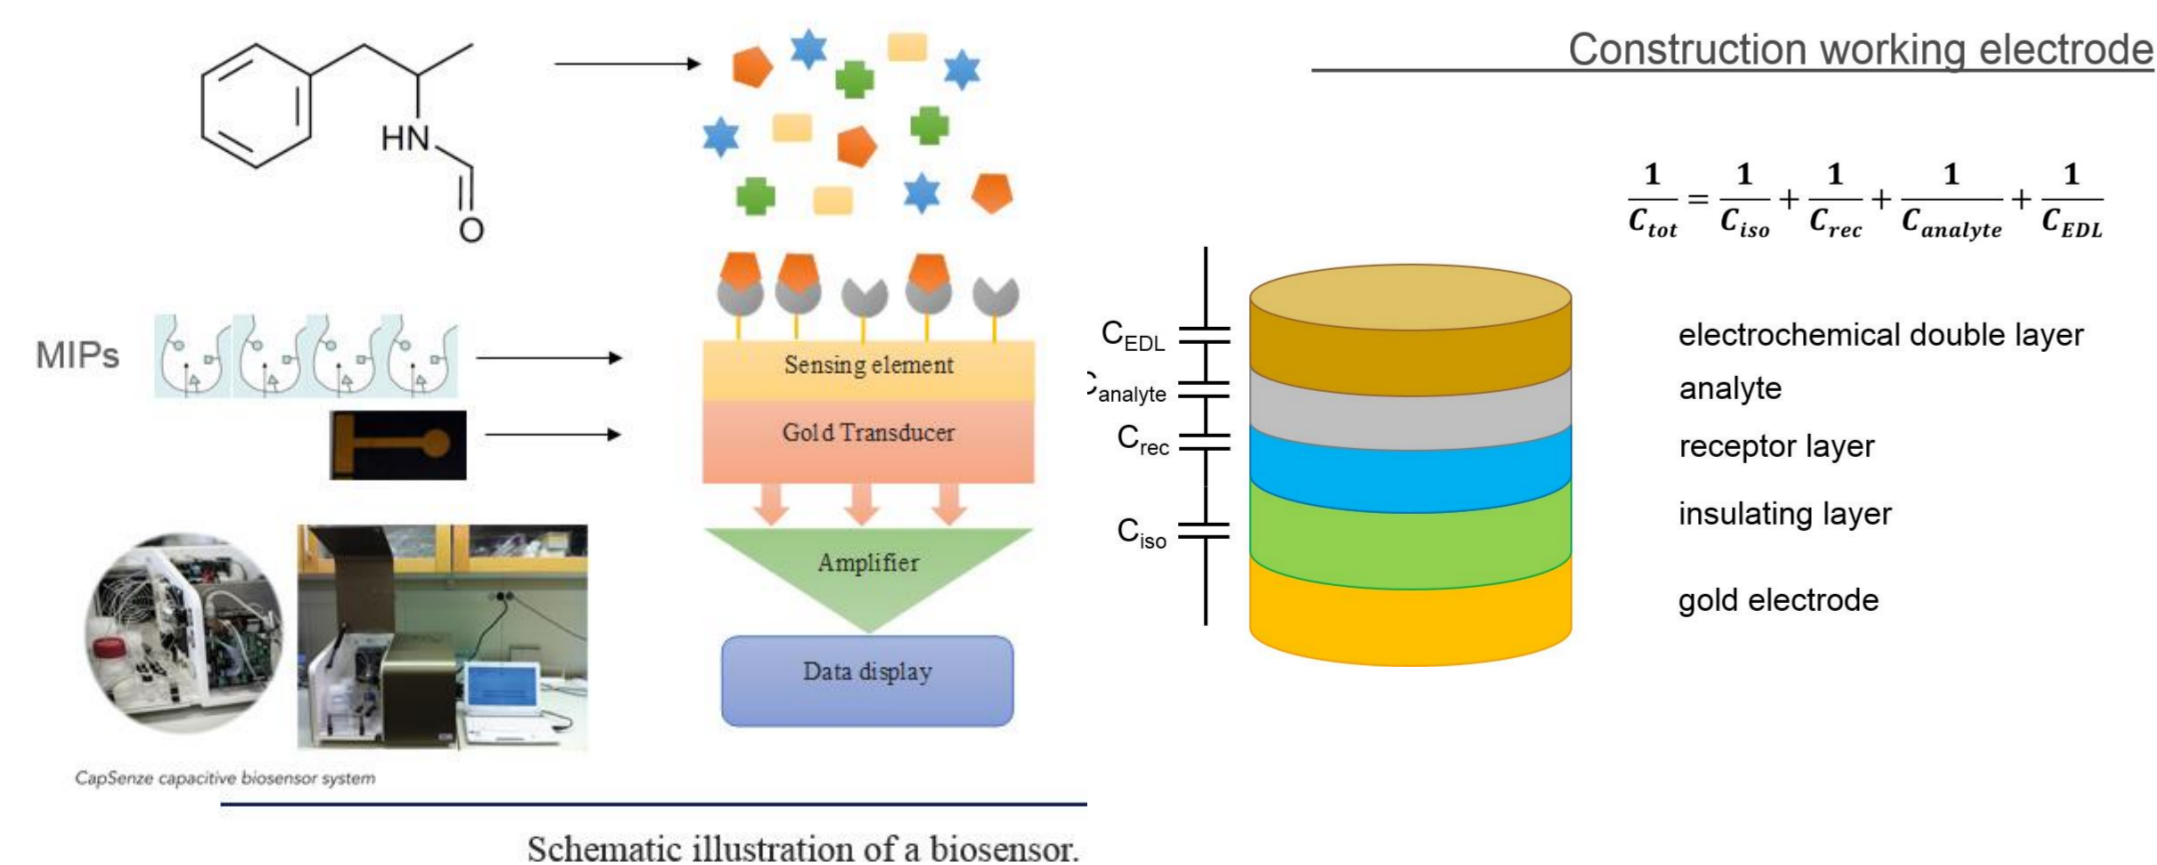 HN
O
MIPs
Sensing element
Gold Transducer
Amplifier
Data display
CapSenze capacitive biosensor system
Schematic illustration of a biosensor.
Construction working electrode
1/C_tot = 1/C_iso + 1/C_rec + 1/C_analyte + 1/C_EDL
C_EDL
C_analyte
C_rec
C_iso
electrochemical double layer
analyte
receptor layer
insulating layer
gold electrode